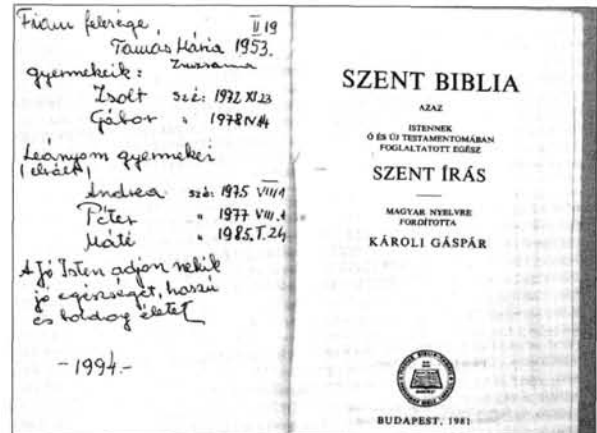 Fiam felesége,
II 19
Tamás Mária 1953.
Zsuzsanna
gyermekeik:
Zsolt szü: 1972 XI 23
Gábor " 1978 IV 14
Leányom gyermekei
(elvált)
Andrea szü: 1975 VIII 1
Péter " 1977 VIII. 1
Máté " 1985. I. 24
A Jó Isten adjon nekik
jó egészséget, hosszú
és boldog életet
-1994.-
SZENT BIBLIA
AZAZ
ISTENNEK
Ó ÉS ÚJ TESTAMENTOMÁBAN
FOGLALTATOTT EGÉSZ
SZENT ÍRÁS
MAGYAR NYELVRE
FORDÍTOTTA
KÁROLI GÁSPÁR
BUDAPEST, 1981